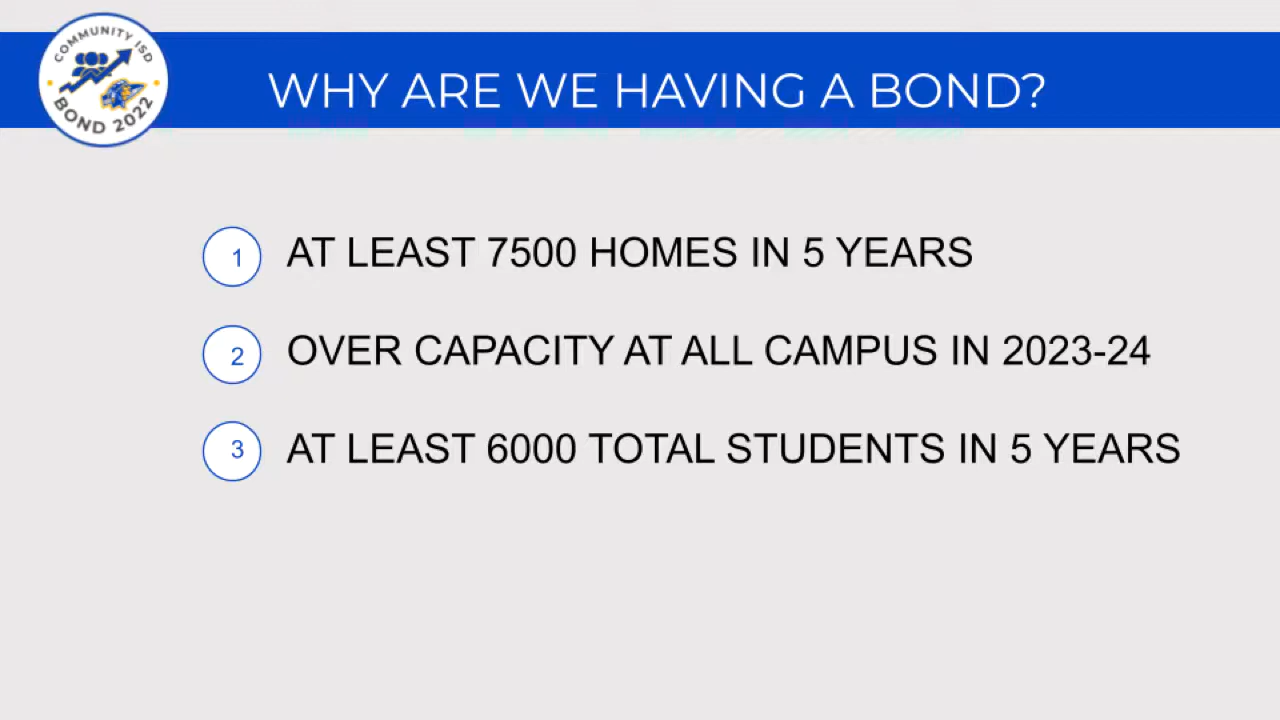 COMMUNITY ISD
BOND 2022
WHY ARE WE HAVING A BOND?
1 AT LEAST 7500 HOMES IN 5 YEARS
2 OVER CAPACITY AT ALL CAMPUS IN 2023-24
3 AT LEAST 6000 TOTAL STUDENTS IN 5 YEARS